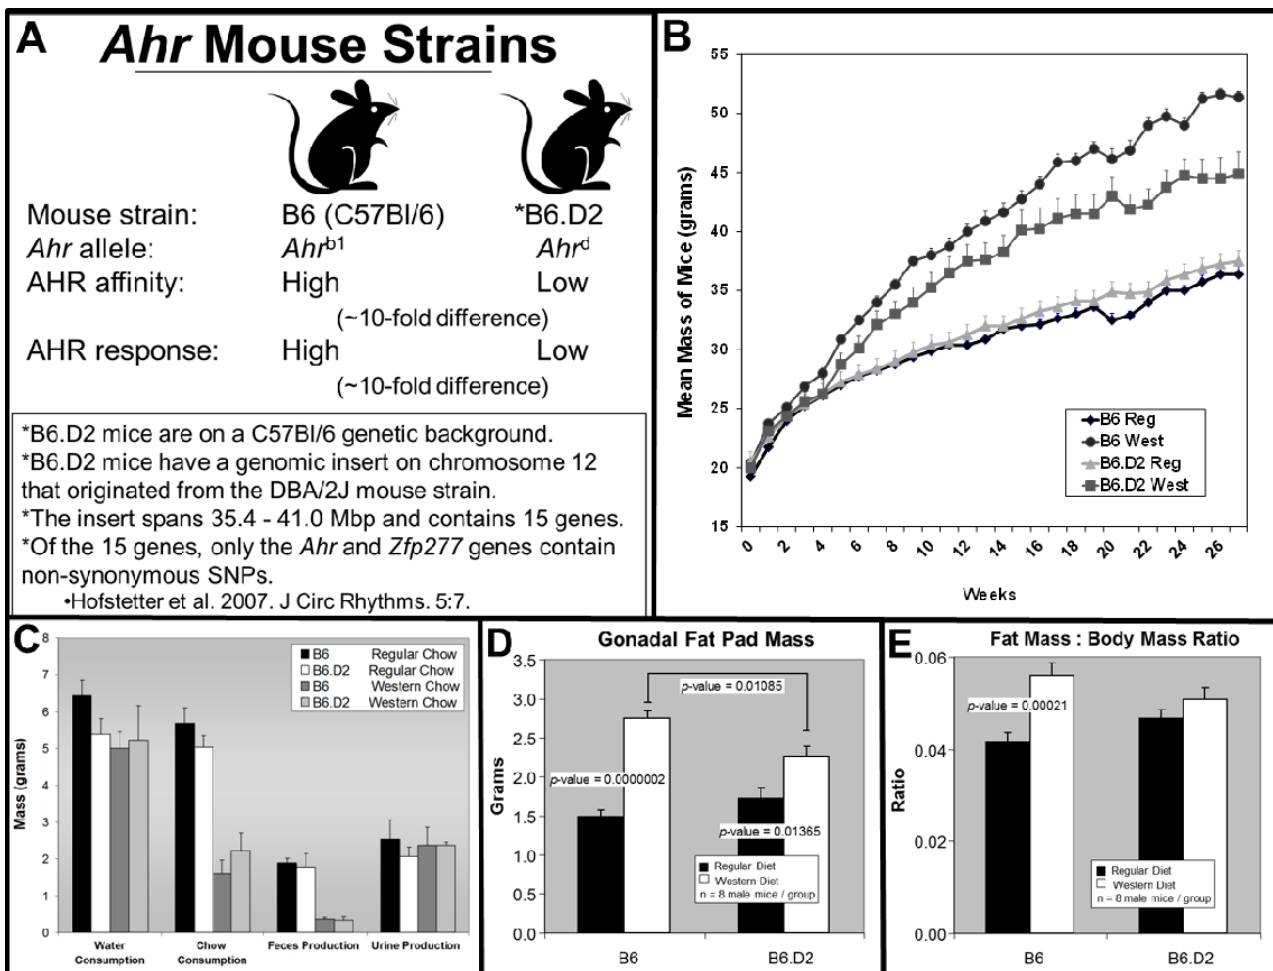 A
Ahr Mouse Strains
Mouse strain: B6 (C57Bl/6) *B6.D2
Ahr allele: Ahrb1 Ahrd
AHR affinity: High Low
(~10-fold difference)
AHR response: High Low
(~10-fold difference)
*B6.D2 mice are on a C57Bl/6 genetic background.
*B6.D2 mice have a genomic insert on chromosome 12
that originated from the DBA/2J mouse strain.
*The insert spans 35.4 - 41.0 Mbp and contains 15 genes.
*Of the 15 genes, only the Ahr and Zfp277 genes contain
non-synonymous SNPs.
•Hofstetter et al. 2007. J Circ Rhythms. 5:7.
B
Mean Mass of Mice (grams)
55
50
45
40
35
30
25
20
15
B6 Reg
B6 West
B6.D2 Reg
B6.D2 West
0 2 4 6 8 10 12 14 16 18 20 22 24 26
Weeks
C
Mass (grams)
8
7
6
5
4
3
2
1
0
B6 Regular Chow
B6.D2 Regular Chow
B6 Western Chow
B6.D2 Western Chow
Water Consumption
Chow Consumption
Feces Production
Urine Production
D
Gonadal Fat Pad Mass
Grams
3.5
3.0
2.5
2.0
1.5
1.0
0.5
0.0
p-value = 0.01085
p-value = 0.0000002
p-value = 0.01365
Regular Diet
Western Diet
n = 8 male mice / group
B6 B6.D2
E
Fat Mass : Body Mass Ratio
Ratio
0.06
0.04
0.02
0.00
p-value = 0.00021
Regular Diet
Western Diet
n = 8 male mice / group
B6 B6.D2